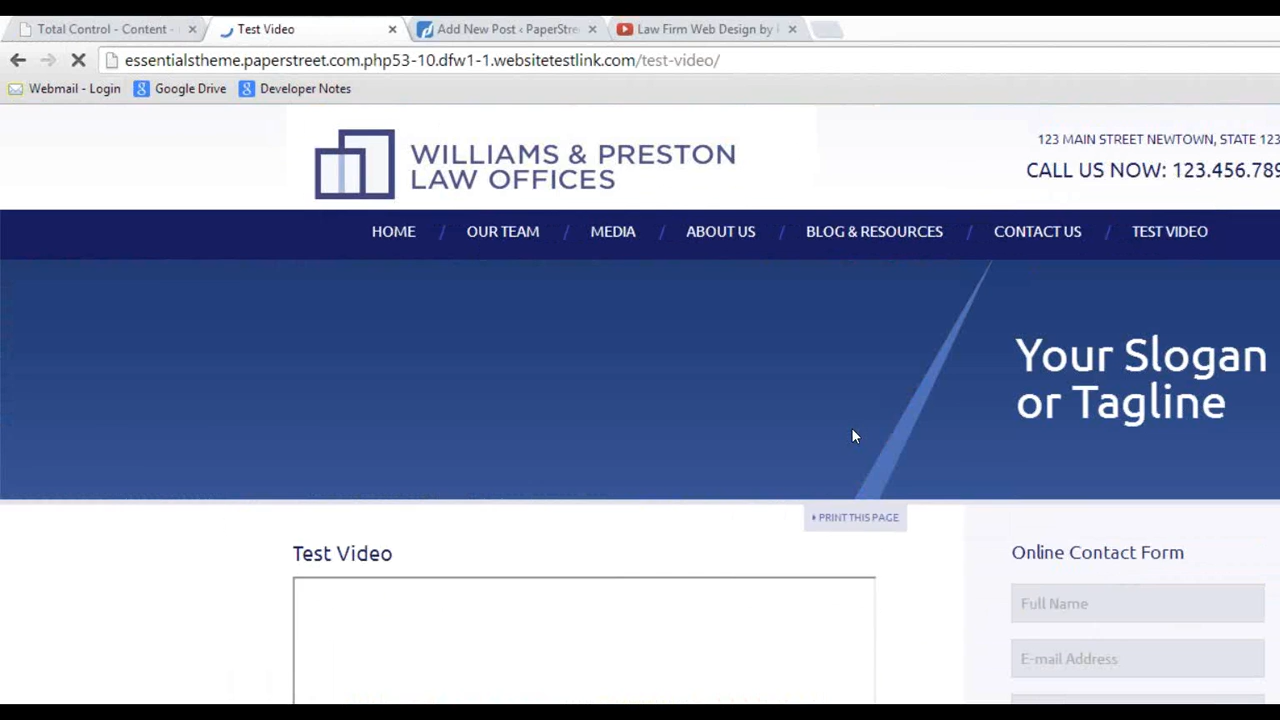 Total Control - Content -
Test Video
Add New Post ‹ PaperStre
Law Firm Web Design by
essentialstheme.paperstreet.com.php53-10.dfw1-1.websitetestlink.com/test-video/
Webmail - Login
Google Drive
Developer Notes
WILLIAMS & PRESTON
LAW OFFICES
123 MAIN STREET NEWTOWN, STATE 123
CALL US NOW: 123.456.789
HOME / OUR TEAM / MEDIA / ABOUT US / BLOG & RESOURCES / CONTACT US / TEST VIDEO
Your Slogan
or Tagline
PRINT THIS PAGE
Test Video
Online Contact Form
Full Name
E-mail Address